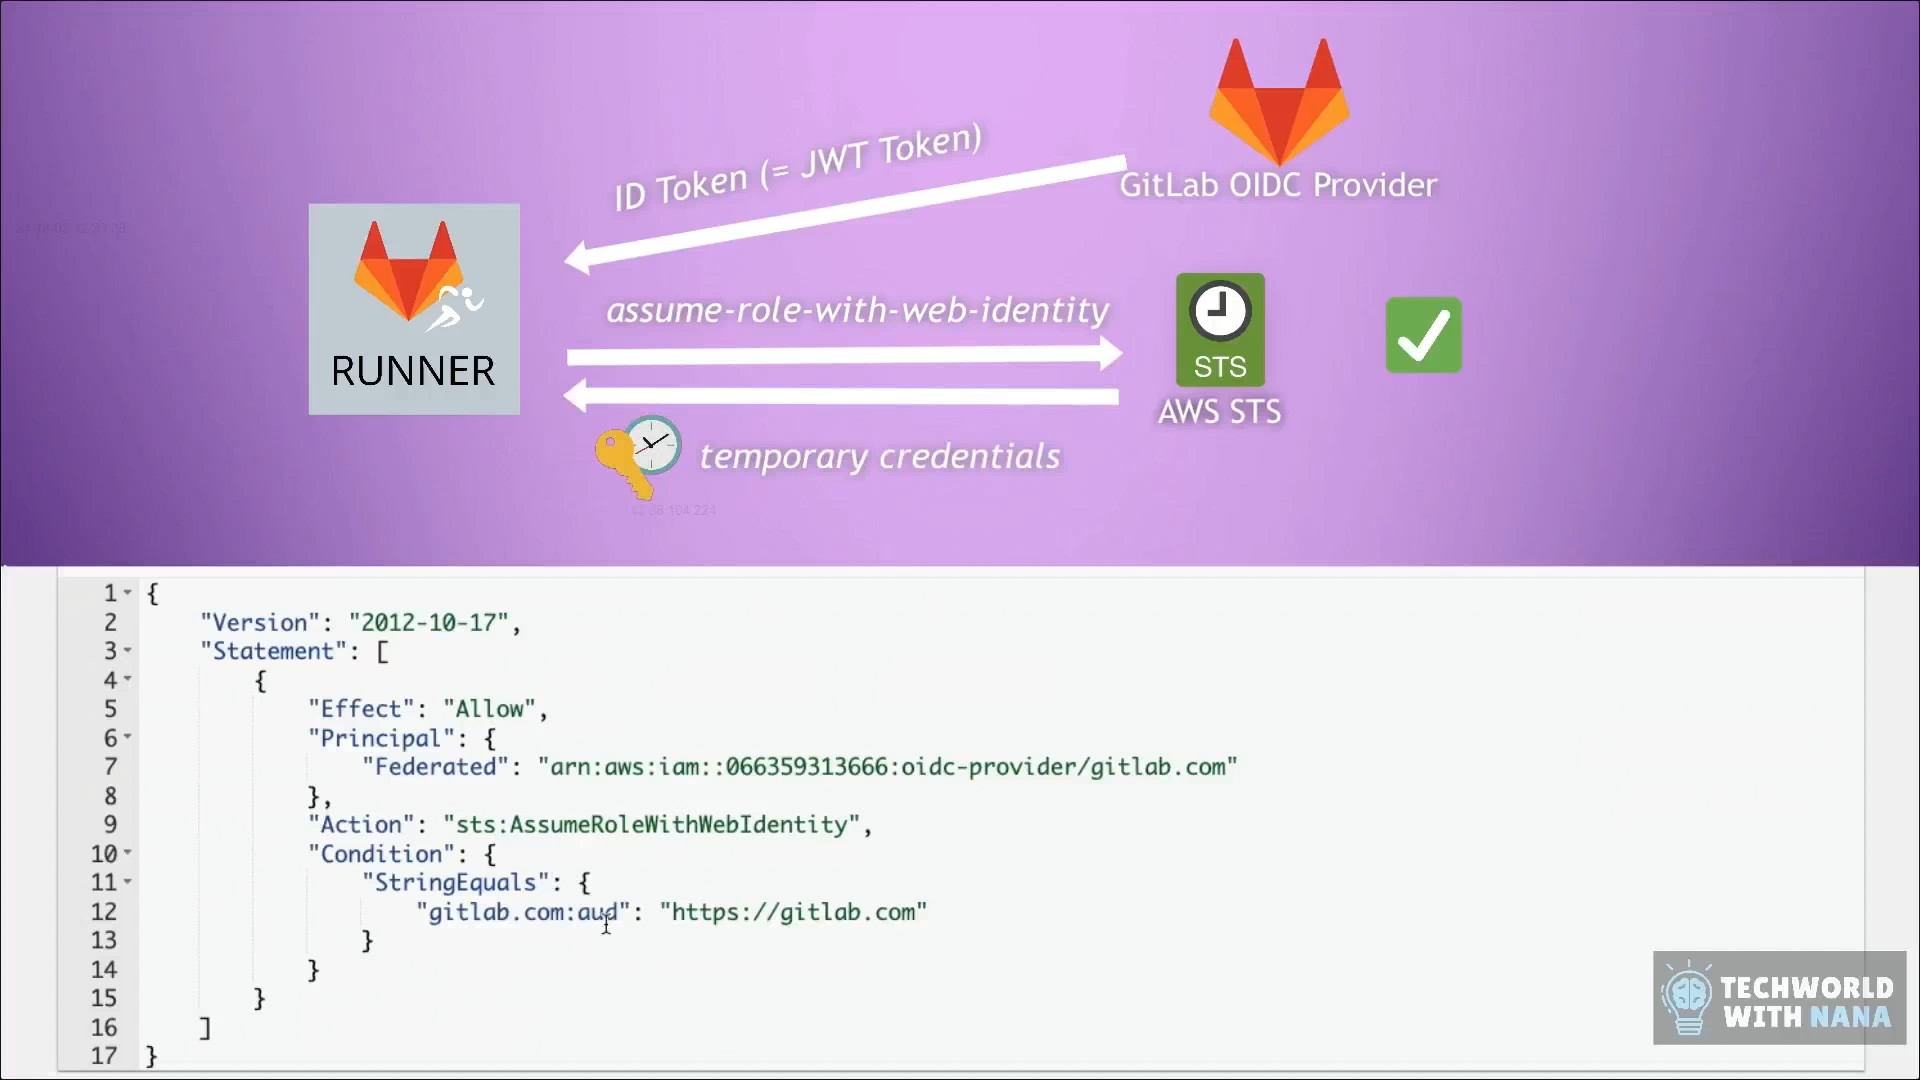 ID Token (= JWT Token)
GitLab OIDC Provider
RUNNER
assume-role-with-web-identity
STS
AWS STS
temporary credentials
1 {
2 "Version": "2012-10-17",
3 "Statement": [
4 {
5 "Effect": "Allow",
6 "Principal": {
7 "Federated": "arn:aws:iam::066359313666:oidc-provider/gitlab.com"
8 },
9 "Action": "sts:AssumeRoleWithWebIdentity",
10 "Condition": {
11 "StringEquals": {
12 "gitlab.com:aud": "https://gitlab.com"
13 }
14 }
15 }
16 ]
17 }
TECHWORLD
WITH NANA